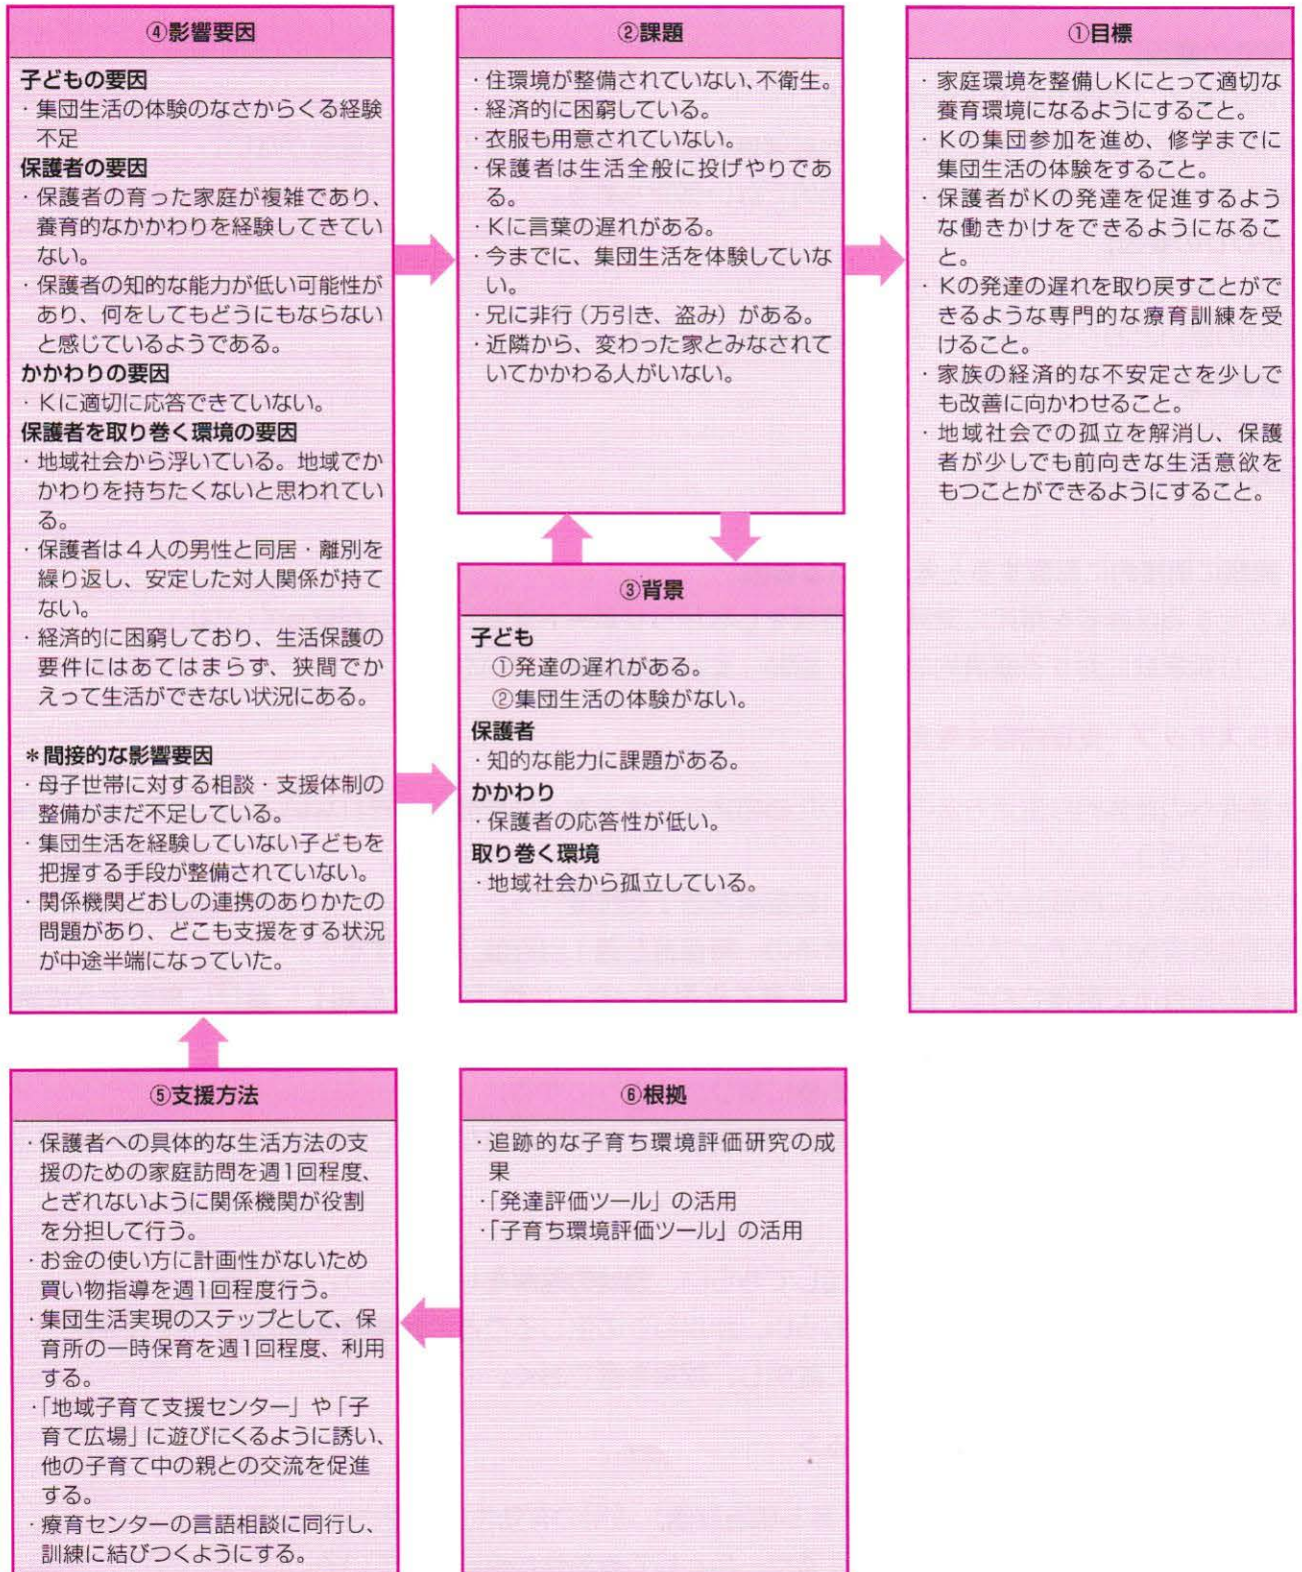 ④影響要因
子どもの要因
・集団生活の体験のなさからくる経験
不足
保護者の要因
・保護者の育った家庭が複雑であり、
養育的なかかわりを経験してきてい
ない。
・保護者の知的な能力が低い可能性が
あり、何をしてもどうにもならない
と感じているようである。
かかわりの要因
・Kに適切に応答できていない。
保護者を取り巻く環境の要因
・地域社会から浮いている。地域でか
かわりを持ちたくないと思われてい
る。
・保護者は4人の男性と同居・離別を
繰り返し、安定した対人関係が持て
ない。
・経済的に困窮しており、生活保護の
要件にはあてはまらず、狭間でか
えって生活ができない状況にある。
*間接的な影響要因
・母子世帯に対する相談・支援体制の
整備がまだ不足している。
・集団生活を経験していない子どもを
把握する手段が整備されていない。
・関係機関どおしの連携のありかたの
問題があり、どこも支援をする状況
が中途半端になっていた。
②課題
・住環境が整備されていない、不衛生。
・経済的に困窮している。
・衣服も用意されていない。
・保護者は生活全般に投げやりであ
る。
・Kに言葉の遅れがある。
・今までに、集団生活を体験していな
い。
・兄に非行(万引き、盗み)がある。
・近隣から、変わった家とみなされて
いてかかわる人がいない。
③背景
子ども
①発達の遅れがある。
②集団生活の体験がない。
保護者
・知的な能力に課題がある。
かかわり
・保護者の応答性が低い。
取り巻く環境
・地域社会から孤立している。
①目標
・家庭環境を整備しKにとって適切な
養育環境になるようにすること。
・Kの集団参加を進め、修学までに
集団生活の体験をすること。
・保護者がKの発達を促進するよう
な働きかけをできるようになるこ
と。
・Kの発達の遅れを取り戻すことがで
きるような専門的な療育訓練を受
けること。
・家族の経済的な不安定さを少しで
も改善に向かわせること。
・地域社会での孤立を解消し、保護
者が少しでも前向きな生活意欲を
もつことができるようにすること。
⑤支援方法
・保護者への具体的な生活方法の支
援のための家庭訪問を週1回程度、
とぎれないように関係機関が役割
を分担して行う。
・お金の使い方に計画性がないため
買い物指導を週1回程度行う。
・集団生活実現のステップとして、保
育所の一時保育を週1回程度、利用
する。
・「地域子育て支援センター」や「子
育て広場」に遊びにくるように誘い、
他の子育て中の親との交流を促進
する。
・療育センターの言語相談に同行し、
訓練に結びつくようにする。
⑥根拠
・追跡的な子育ち環境評価研究の成
果
・「発達評価ツール」の活用
・「子育ち環境評価ツール」の活用